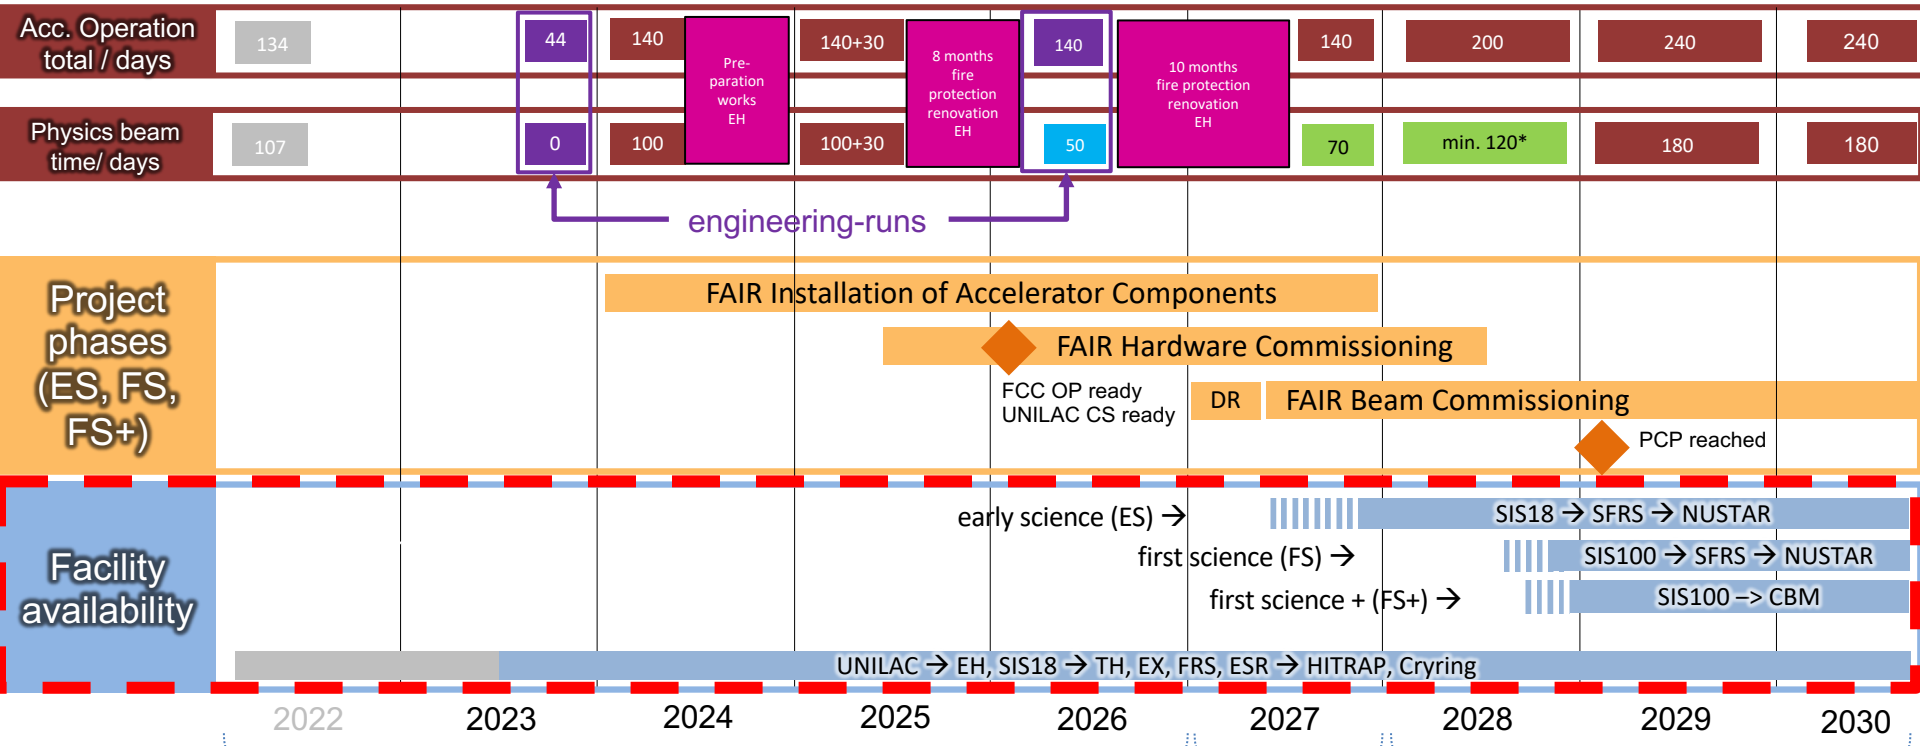 Acc. Operation
total / days
134
44
140
140+30
140
140
200
240
240
Pre-
paration
works
EH
8 months
fire
protection
renovation
EH
10 months
fire protection
renovation
EH
Physics beam
time/ days
107
0
100
100+30
50
70
min. 120*
180
180
engineering-runs
Project
phases
(ES, FS,
FS+)
FAIR Installation of Accelerator Components
FAIR Hardware Commissioning
FCC OP ready
UNILAC CS ready
DR
FAIR Beam Commissioning
PCP reached
Facility
availability
early science (ES) →
SIS18 → SFRS → NUSTAR
first science (FS) →
SIS100 → SFRS → NUSTAR
first science + (FS+) →
SIS100 –> CBM
UNILAC → EH, SIS18 → TH, EX, FRS, ESR → HITRAP, Cryring
2022
2023
2024
2025
2026
2027
2028
2029
2030